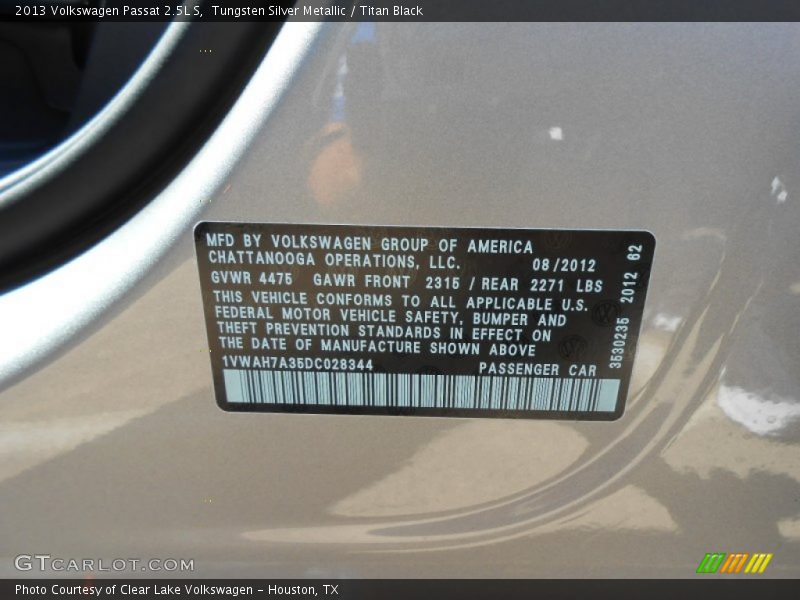 2013 Volkswagen Passat 2.5L S,  Tungsten Silver Metallic / Titan Black
MFD BY VOLKSWAGEN GROUP OF AMERICA
CHATTANOOGA OPERATIONS, LLC. 08/2012
GVWR 4475 GAWR FRONT 2315 / REAR 2271 LBS
THIS VEHICLE CONFORMS TO ALL APPLICABLE U.S.
FEDERAL MOTOR VEHICLE SAFETY, BUMPER AND
THEFT PREVENTION STANDARDS IN EFFECT ON
THE DATE OF MANUFACTURE SHOWN ABOVE
1VWAH7A35DC028344 PASSENGER CAR
3530235 2012 62
GTCARLOT.COM
Photo Courtesy of Clear Lake Volkswagen – Houston, TX